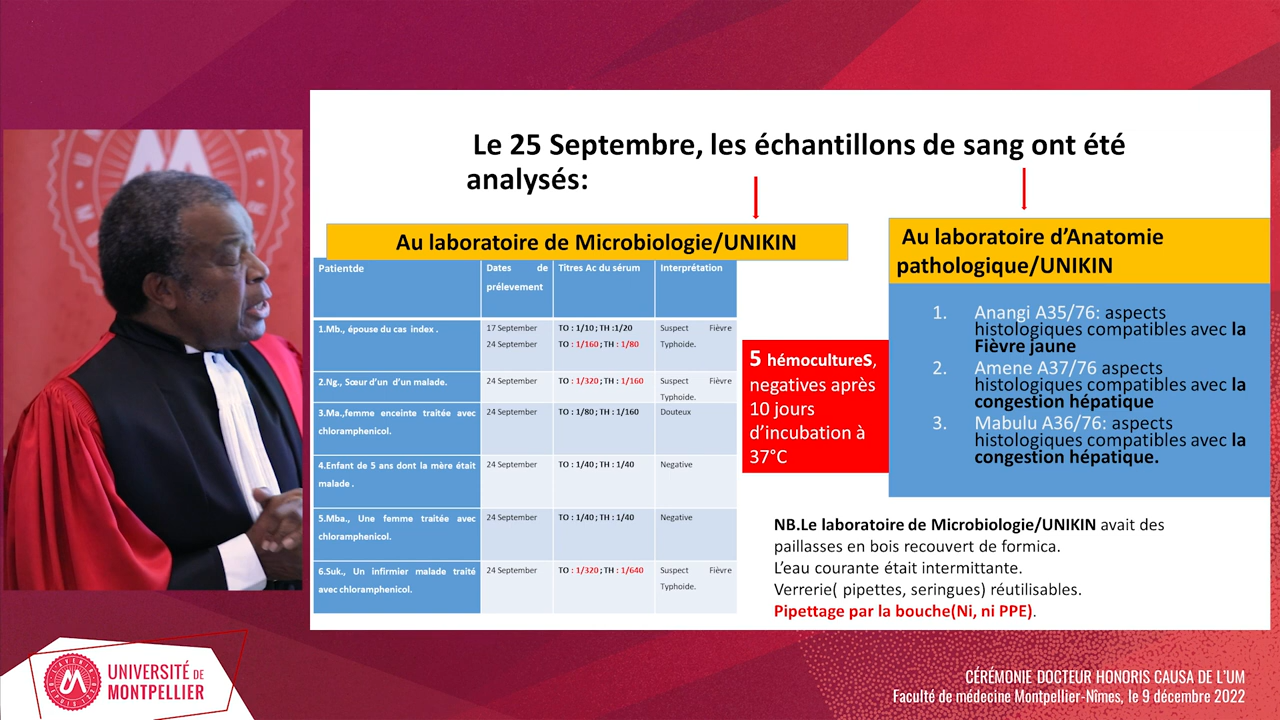 Le 25 Septembre, les échantillons de sang ont été
analysés:
Au laboratoire de Microbiologie/UNIKIN
Patientde
Dates de
prélevement
Titres Ac du sérum
Interprétation
1.Mb., épouse du cas index .
17 September
24 September
TO : 1/10 ; TH :1/20
TO : 1/160 ; TH : 1/80
Suspect Fièvre
Typhoide.
2.Ng., Sœur d'un d'un malade.
24 September
TO : 1/320 ; TH : 1/160
Suspect Fièvre
Typhoide.
3.Ma.,femme enceinte traitée avec
chloramphenicol.
24 September
TO : 1/80 ; TH : 1/160
Douteux
4.Enfant de 5 ans dont la mère était
malade .
24 September
TO : 1/40 ; TH : 1/40
Negative
5.Mba., Une femme traitée avec
chloramphenicol.
24 September
TO : 1/40 ; TH : 1/40
Negative
6.Suk., Un infirmier malade traité
avec chloramphenicol.
24 September
TO : 1/320 ; TH : 1/640
Suspect Fièvre
Typhoide.
5 hémocultureS,
negatives après
10 jours
d'incubation à
37°C
Au laboratoire d'Anatomie
pathologique/UNIKIN
1. Anangi A35/76: aspects
histologiques compatibles avec la
Fièvre jaune
2. Amene A37/76 aspects
histologiques compatibles avec la
congestion hépatique
3. Mabulu A36/76: aspects
histologiques compatibles avec la
congestion hépatique.
NB.Le laboratoire de Microbiologie/UNIKIN avait des
paillasses en bois recouvert de formica.
L'eau courante était intermittante.
Verrerie( pipettes, seringues) réutilisables.
Pipettage par la bouche(Ni, ni PPE).
UNIVERSITÉ DE
MONTPELLIER
CÉRÉMONIE DOCTEUR HONORIS CAUSA DE L'UM
Faculté de médecine Montpellier-Nîmes, le 9 décembre 2022